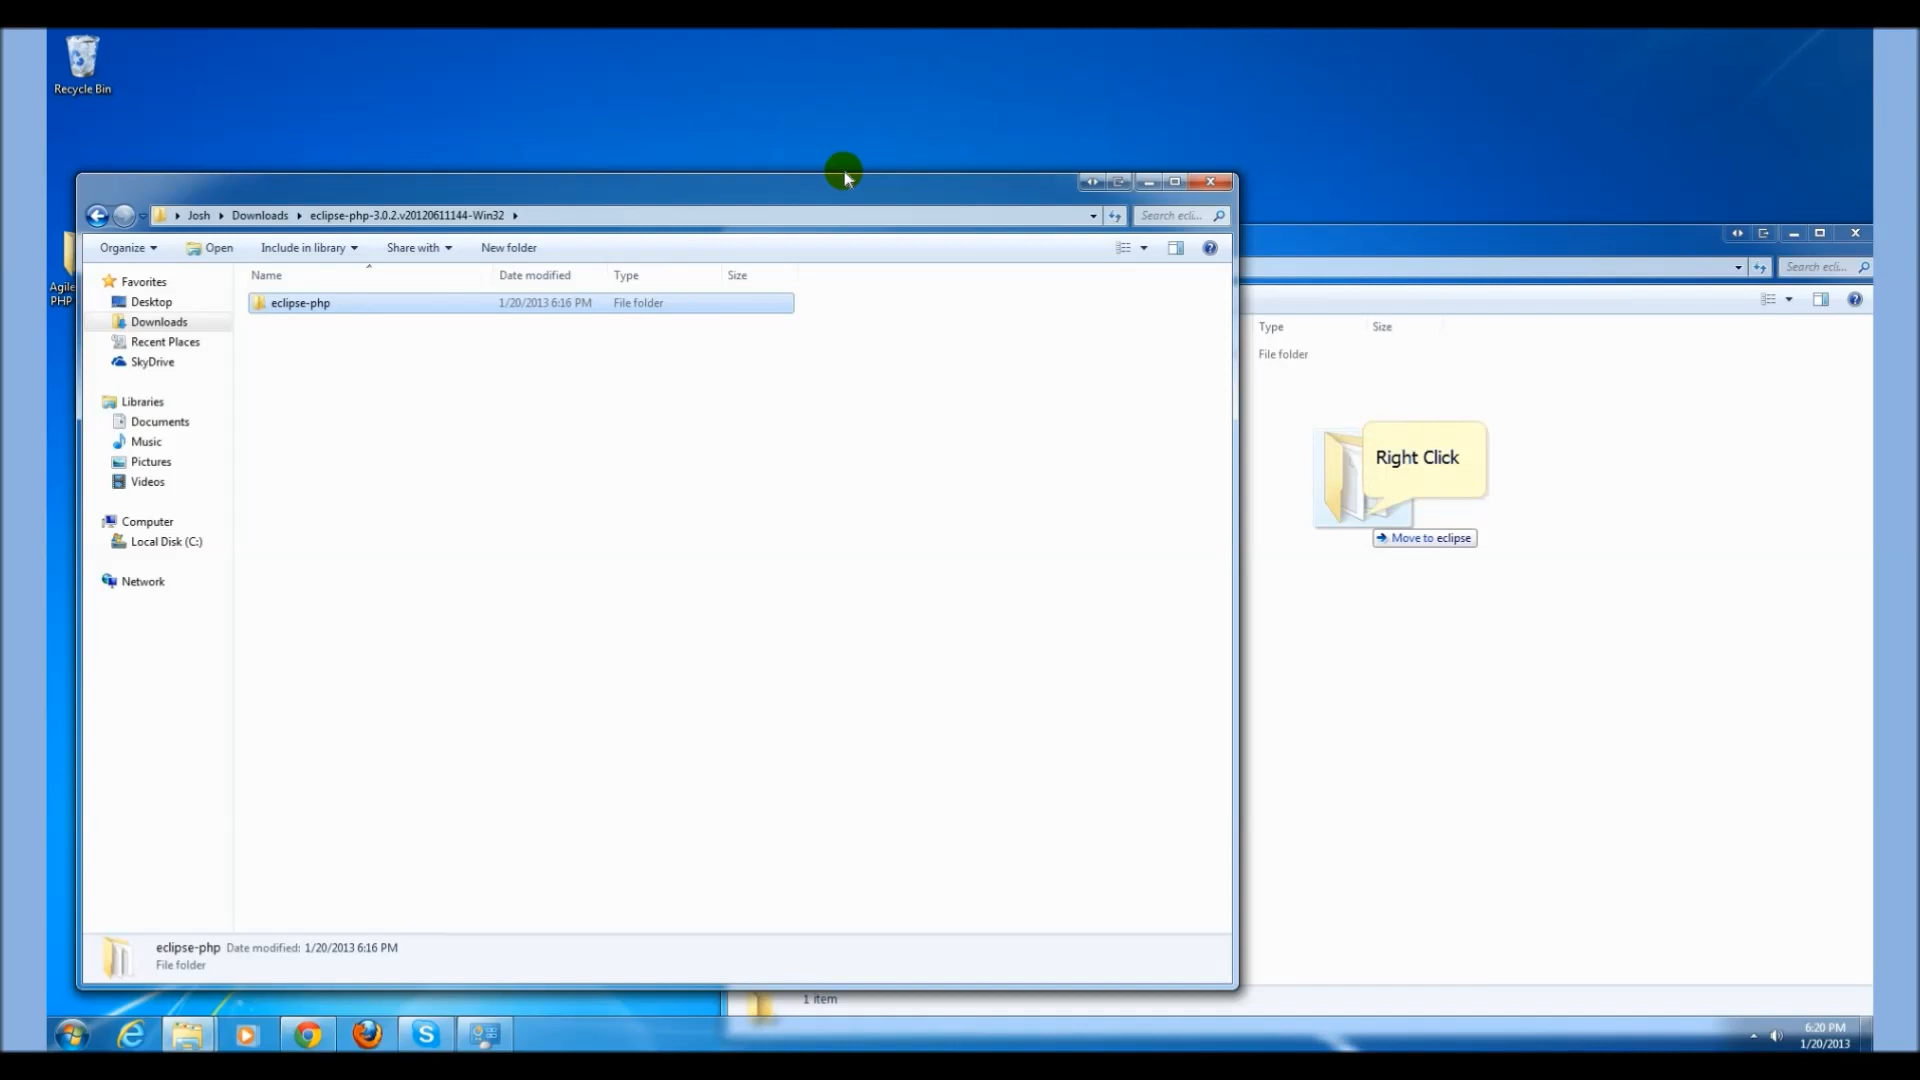 Recycle Bin
Josh Downloads eclipse-php-3.0.2.v20120611144-Win32
Search ecli...
Organize Open Include in library Share with New folder
Name Date modified Type Size
eclipse-php 1/20/2013 6:16 PM File folder
Favorites
Desktop
Downloads
Recent Places
SkyDrive
Libraries
Documents
Music
Pictures
Videos
Computer
Local Disk (C:)
Network
Agile
PHP
Search ecli...
Type Size
File folder
Right Click
Move to eclipse
eclipse-php Date modified: 1/20/2013 6:16 PM
File folder
1 item
6:20 PM
1/20/2013